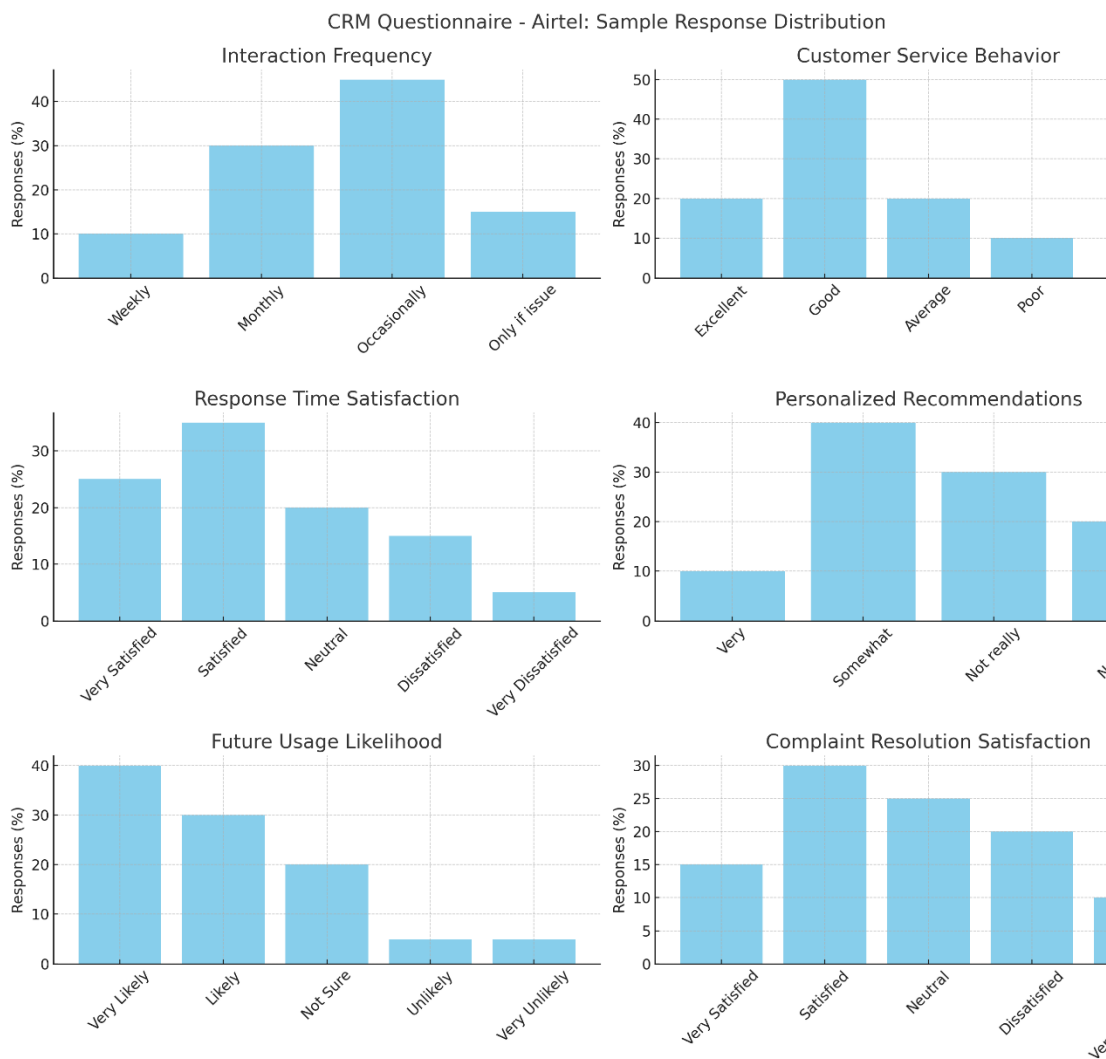 CRM Questionnaire - Airtel: Sample Response Distribution
Interaction Frequency
Responses (%)
40
30
20
10
0
Weekly
Monthly
Occasionally
Only if issue
Customer Service Behavior
Responses (%)
50
40
30
20
10
0
Excellent
Good
Average
Poor
Response Time Satisfaction
Responses (%)
30
20
10
0
Very Satisfied
Satisfied
Neutral
Dissatisfied
Very Dissatisfied
Personalized Recommendations
Responses (%)
40
30
20
10
0
Very
Somewhat
Not really
Future Usage Likelihood
Responses (%)
40
30
20
10
0
Very Likely
Likely
Not Sure
Unlikely
Very Unlikely
Complaint Resolution Satisfaction
Responses (%)
30
25
20
15
10
5
0
Very Satisfied
Satisfied
Neutral
Dissatisfied